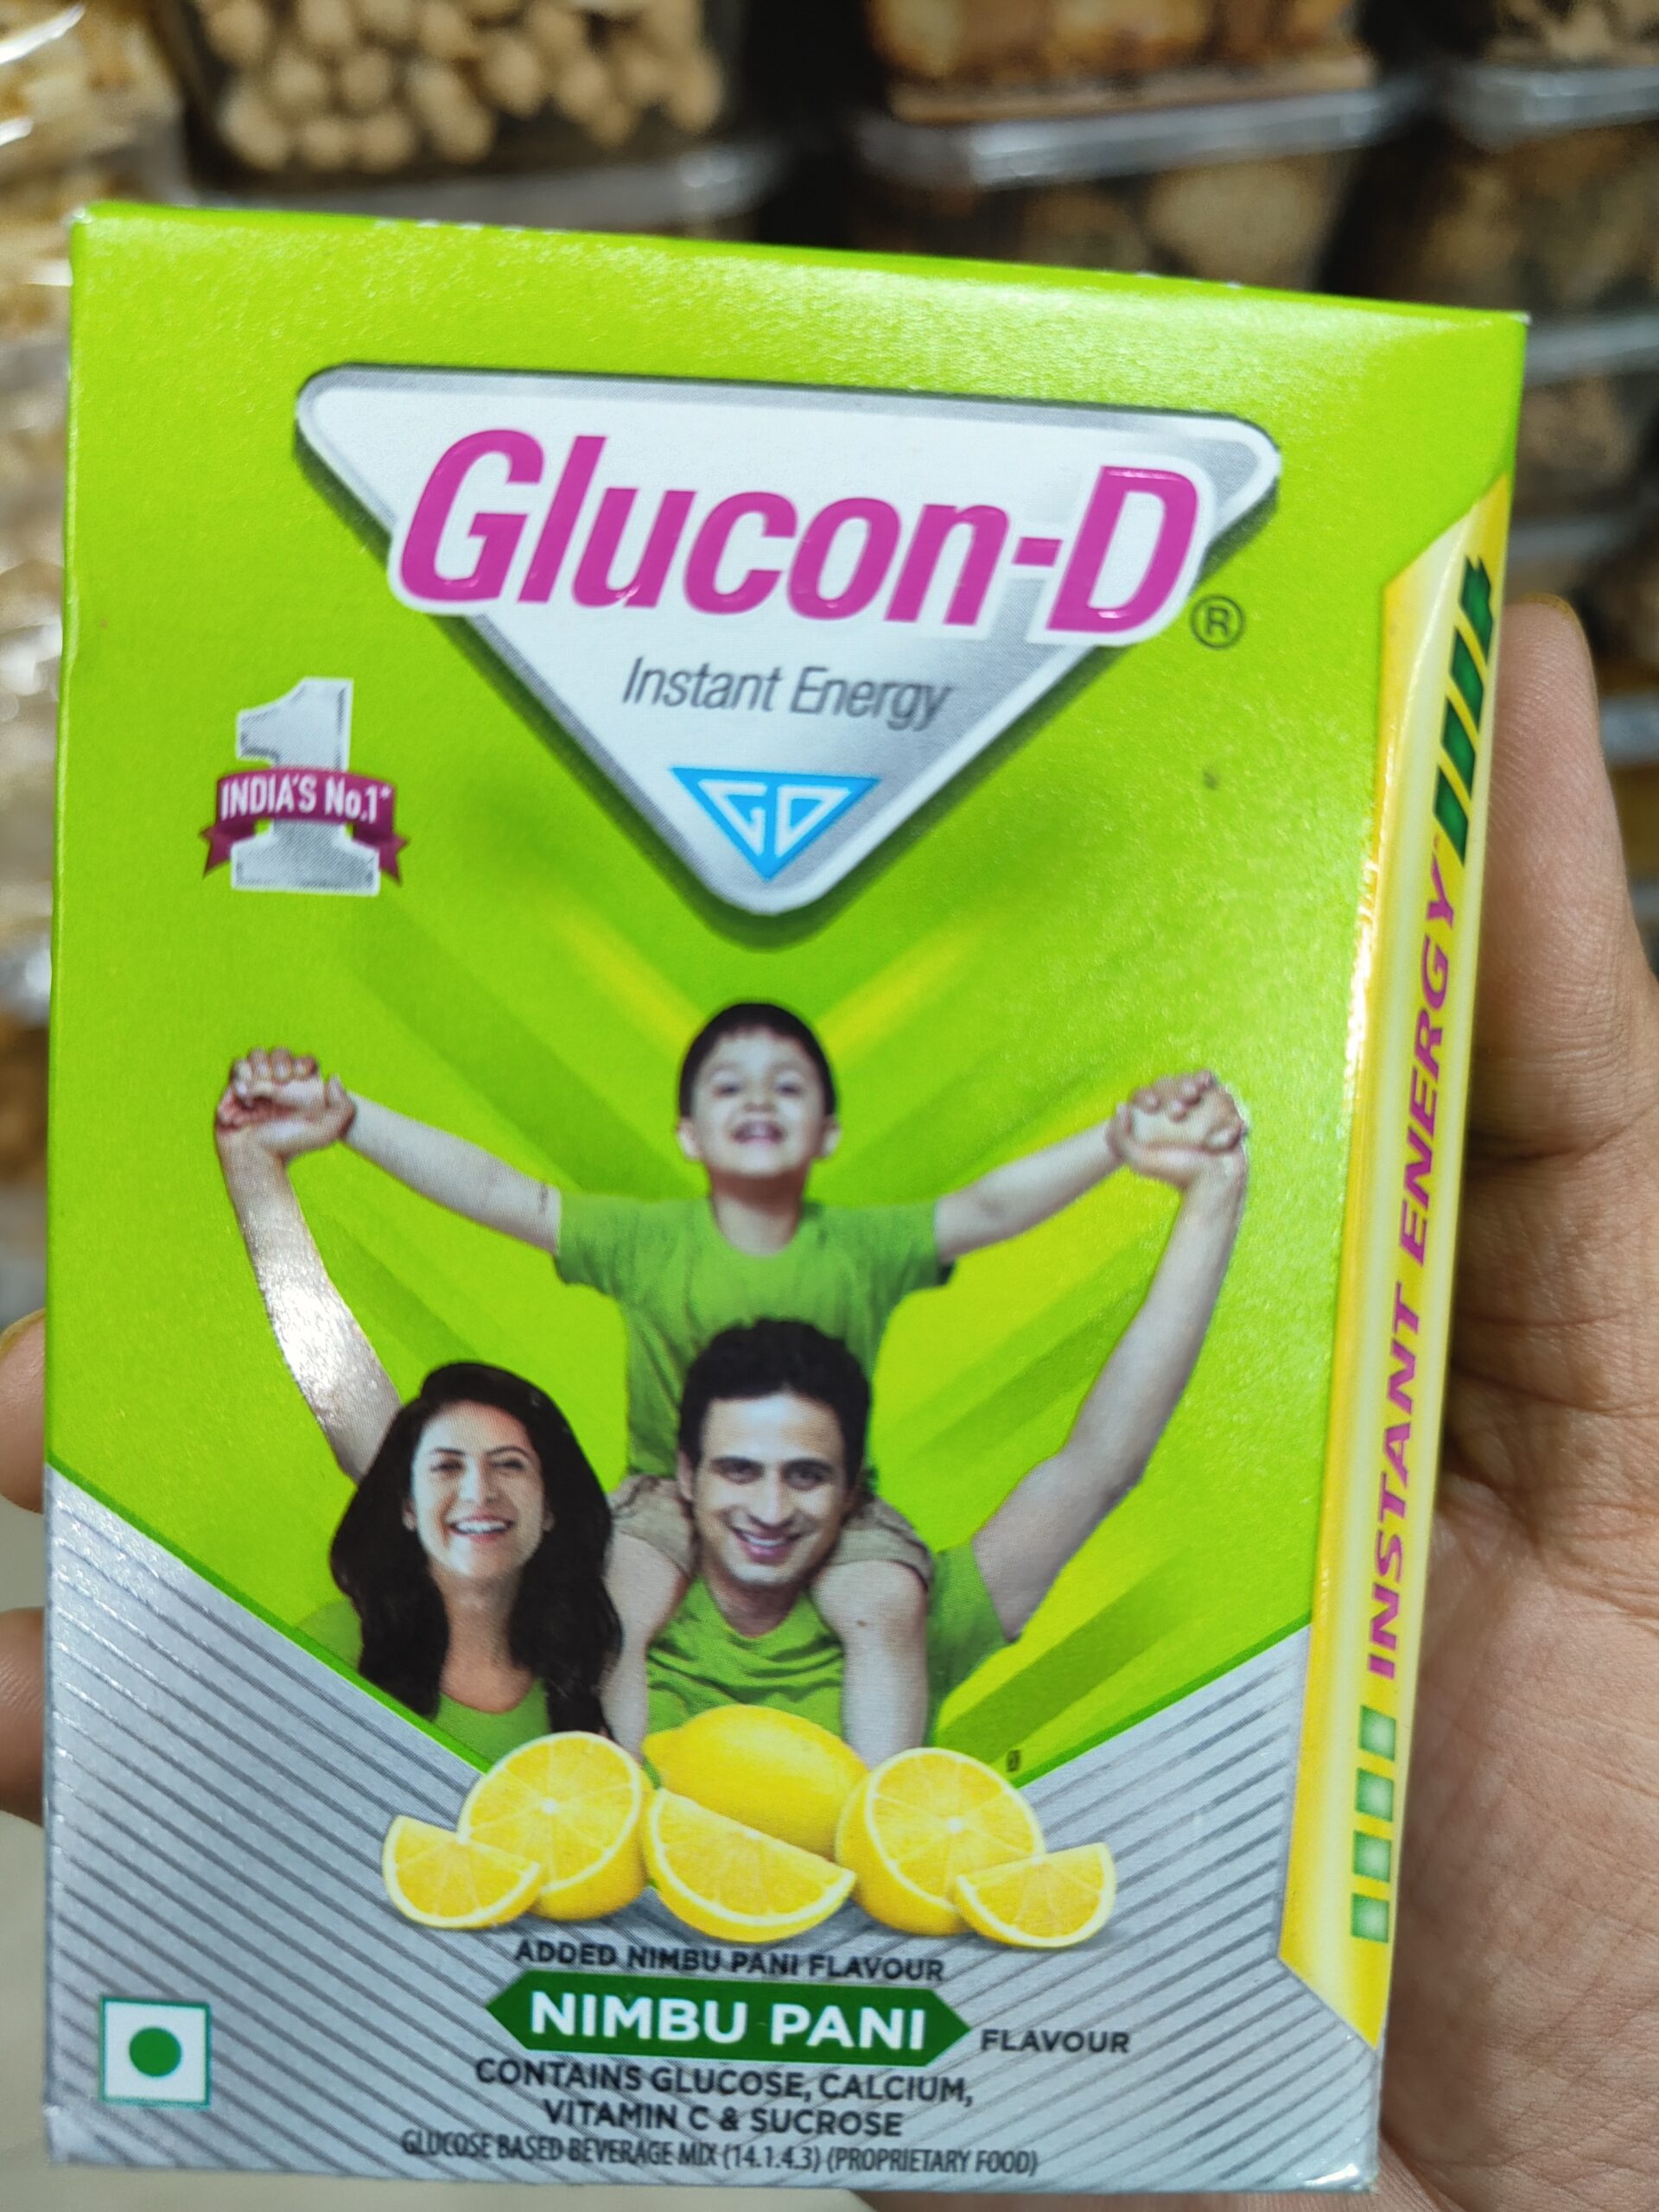 Glucon-D®
Instant Energy
GD
1
INDIA'S No.1*
INSTANT ENERGY*
ADDED NIMBU PANI FLAVOUR
NIMBU PANI FLAVOUR
CONTAINS GLUCOSE, CALCIUM,
VITAMIN C & SUCROSE
GLUCOSE BASED BEVERAGE MIX (14.1.4.3) (PROPRIETARY FOOD)